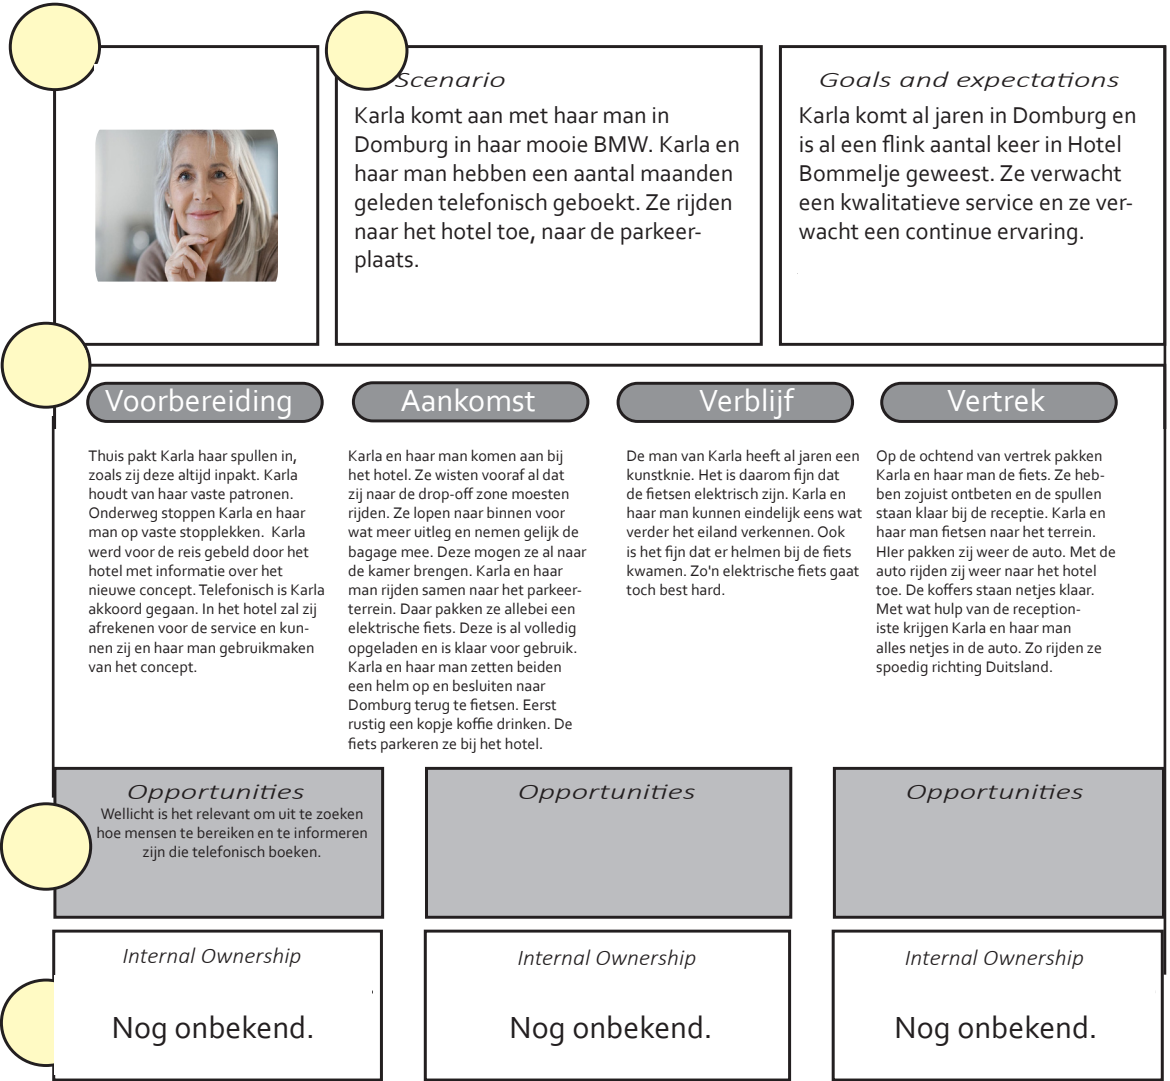 Scenario
Karla komt aan met haar man in
Domburg in haar mooie BMW. Karla en
haar man hebben een aantal maanden
geleden telefonisch geboekt. Ze rijden
naar het hotel toe, naar de parkeer-
plaats.
Goals and expectations
Karla komt al jaren in Domburg en
is al een flink aantal keer in Hotel
Bommelje geweest. Ze verwacht
een kwalitatieve service en ze ver-
wacht een continue ervaring.
Voorbereiding
Thuis pakt Karla haar spullen in,
zoals zij deze altijd inpakt. Karla
houdt van haar vaste patronen.
Onderweg stoppen Karla en haar
man op vaste stopplekken.  Karla
werd voor de reis gebeld door het
hotel met informatie over het
nieuwe concept. Telefonisch is Karla
akkoord gegaan. In het hotel zal zij
afrekenen voor de service en kun-
nen zij en haar man gebruikmaken
van het concept.
Aankomst
Karla en haar man komen aan bij
het hotel. Ze wisten vooraf al dat
zij naar de drop-off zone moesten
rijden. Ze lopen naar binnen voor
wat meer uitleg en nemen gelijk de
bagage mee. Deze mogen ze al naar
de kamer brengen. Karla en haar
man rijden samen naar het parkeer-
terrein. Daar pakken ze allebei een
elektrische fiets. Deze is al volledig
opgeladen en is klaar voor gebruik.
Karla en haar man zetten beiden
een helm op en besluiten naar
Domburg terug te fietsen. Eerst
rustig een kopje koffie drinken. De
fiets parkeren ze bij het hotel.
Verblijf
De man van Karla heeft al jaren een
kunstknie. Het is daarom fijn dat
de fietsen elektrisch zijn. Karla en
haar man kunnen eindelijk eens wat
verder het eiland verkennen. Ook
is het fijn dat er helmen bij de fiets
kwamen. Zo'n elektrische fiets gaat
toch best hard.
Vertrek
Op de ochtend van vertrek pakken
Karla en haar man de fiets. Ze heb-
ben zojuist ontbeten en de spullen
staan klaar bij de receptie. Karla en
haar man fietsen naar het terrein.
HIer pakken zij weer de auto. Met de
auto rijden zij weer naar het hotel
toe. De koffers staan netjes klaar.
Met wat hulp van de reception-
iste krijgen Karla en haar man
alles netjes in de auto. Zo rijden ze
spoedig richting Duitsland.
Opportunities
Wellicht is het relevant om uit te zoeken
hoe mensen te bereiken en te informeren
zijn die telefonisch boeken.
Opportunities
Opportunities
Internal Ownership
Nog onbekend.
Internal Ownership
Nog onbekend.
Internal Ownership
Nog onbekend.